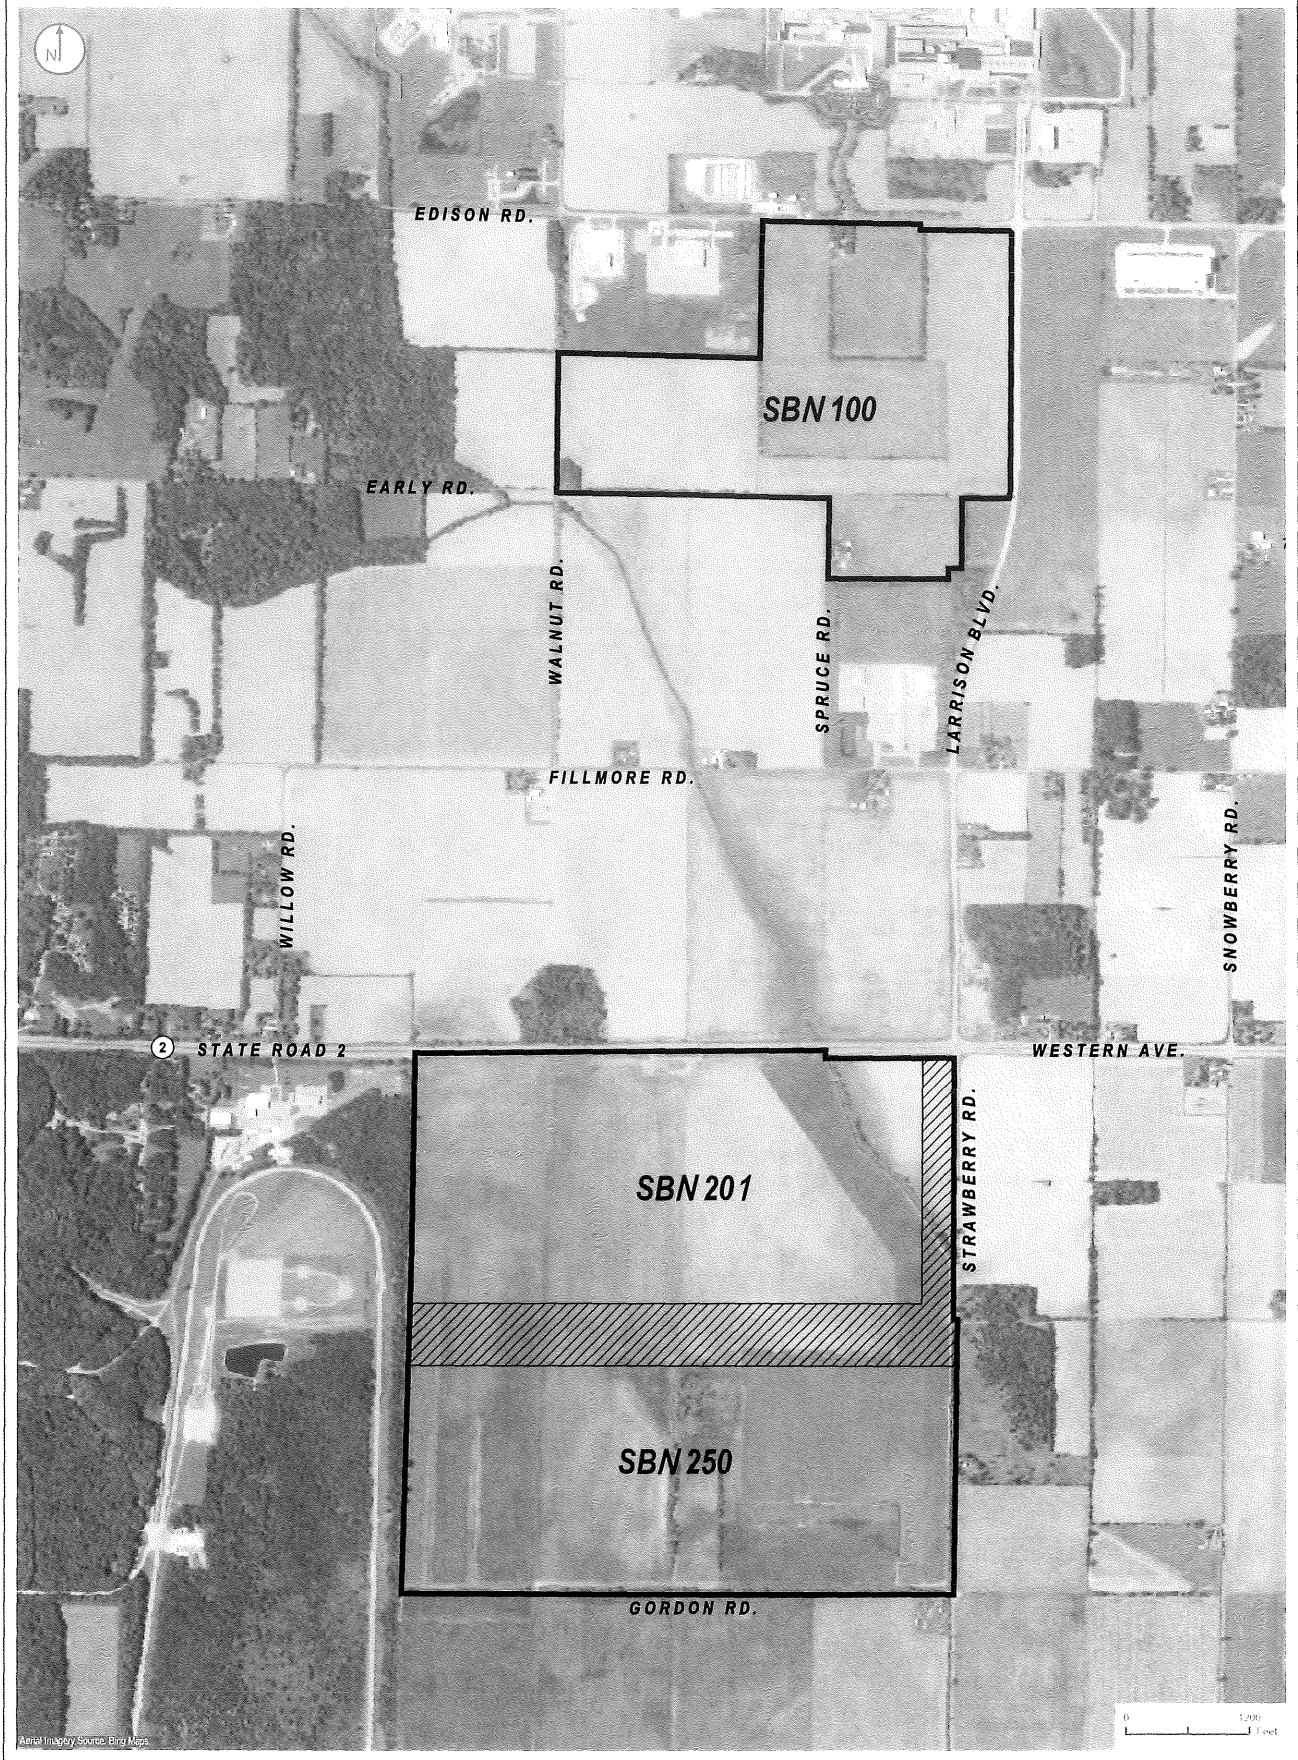 N
EDISON RD.
SBN 100
EARLY RD.
WALNUT RD.
SPRUCE RD.
LARRISON BLVD.
FILLMORE RD.
WILLOW RD.
SNOWBERRY RD.
2
STATE ROAD 2
WESTERN AVE.
STRAWBERRY RD.
SBN 201
SBN 250
GORDON RD.
0 1200
Feet
Aerial Imagery Source: Bing Maps